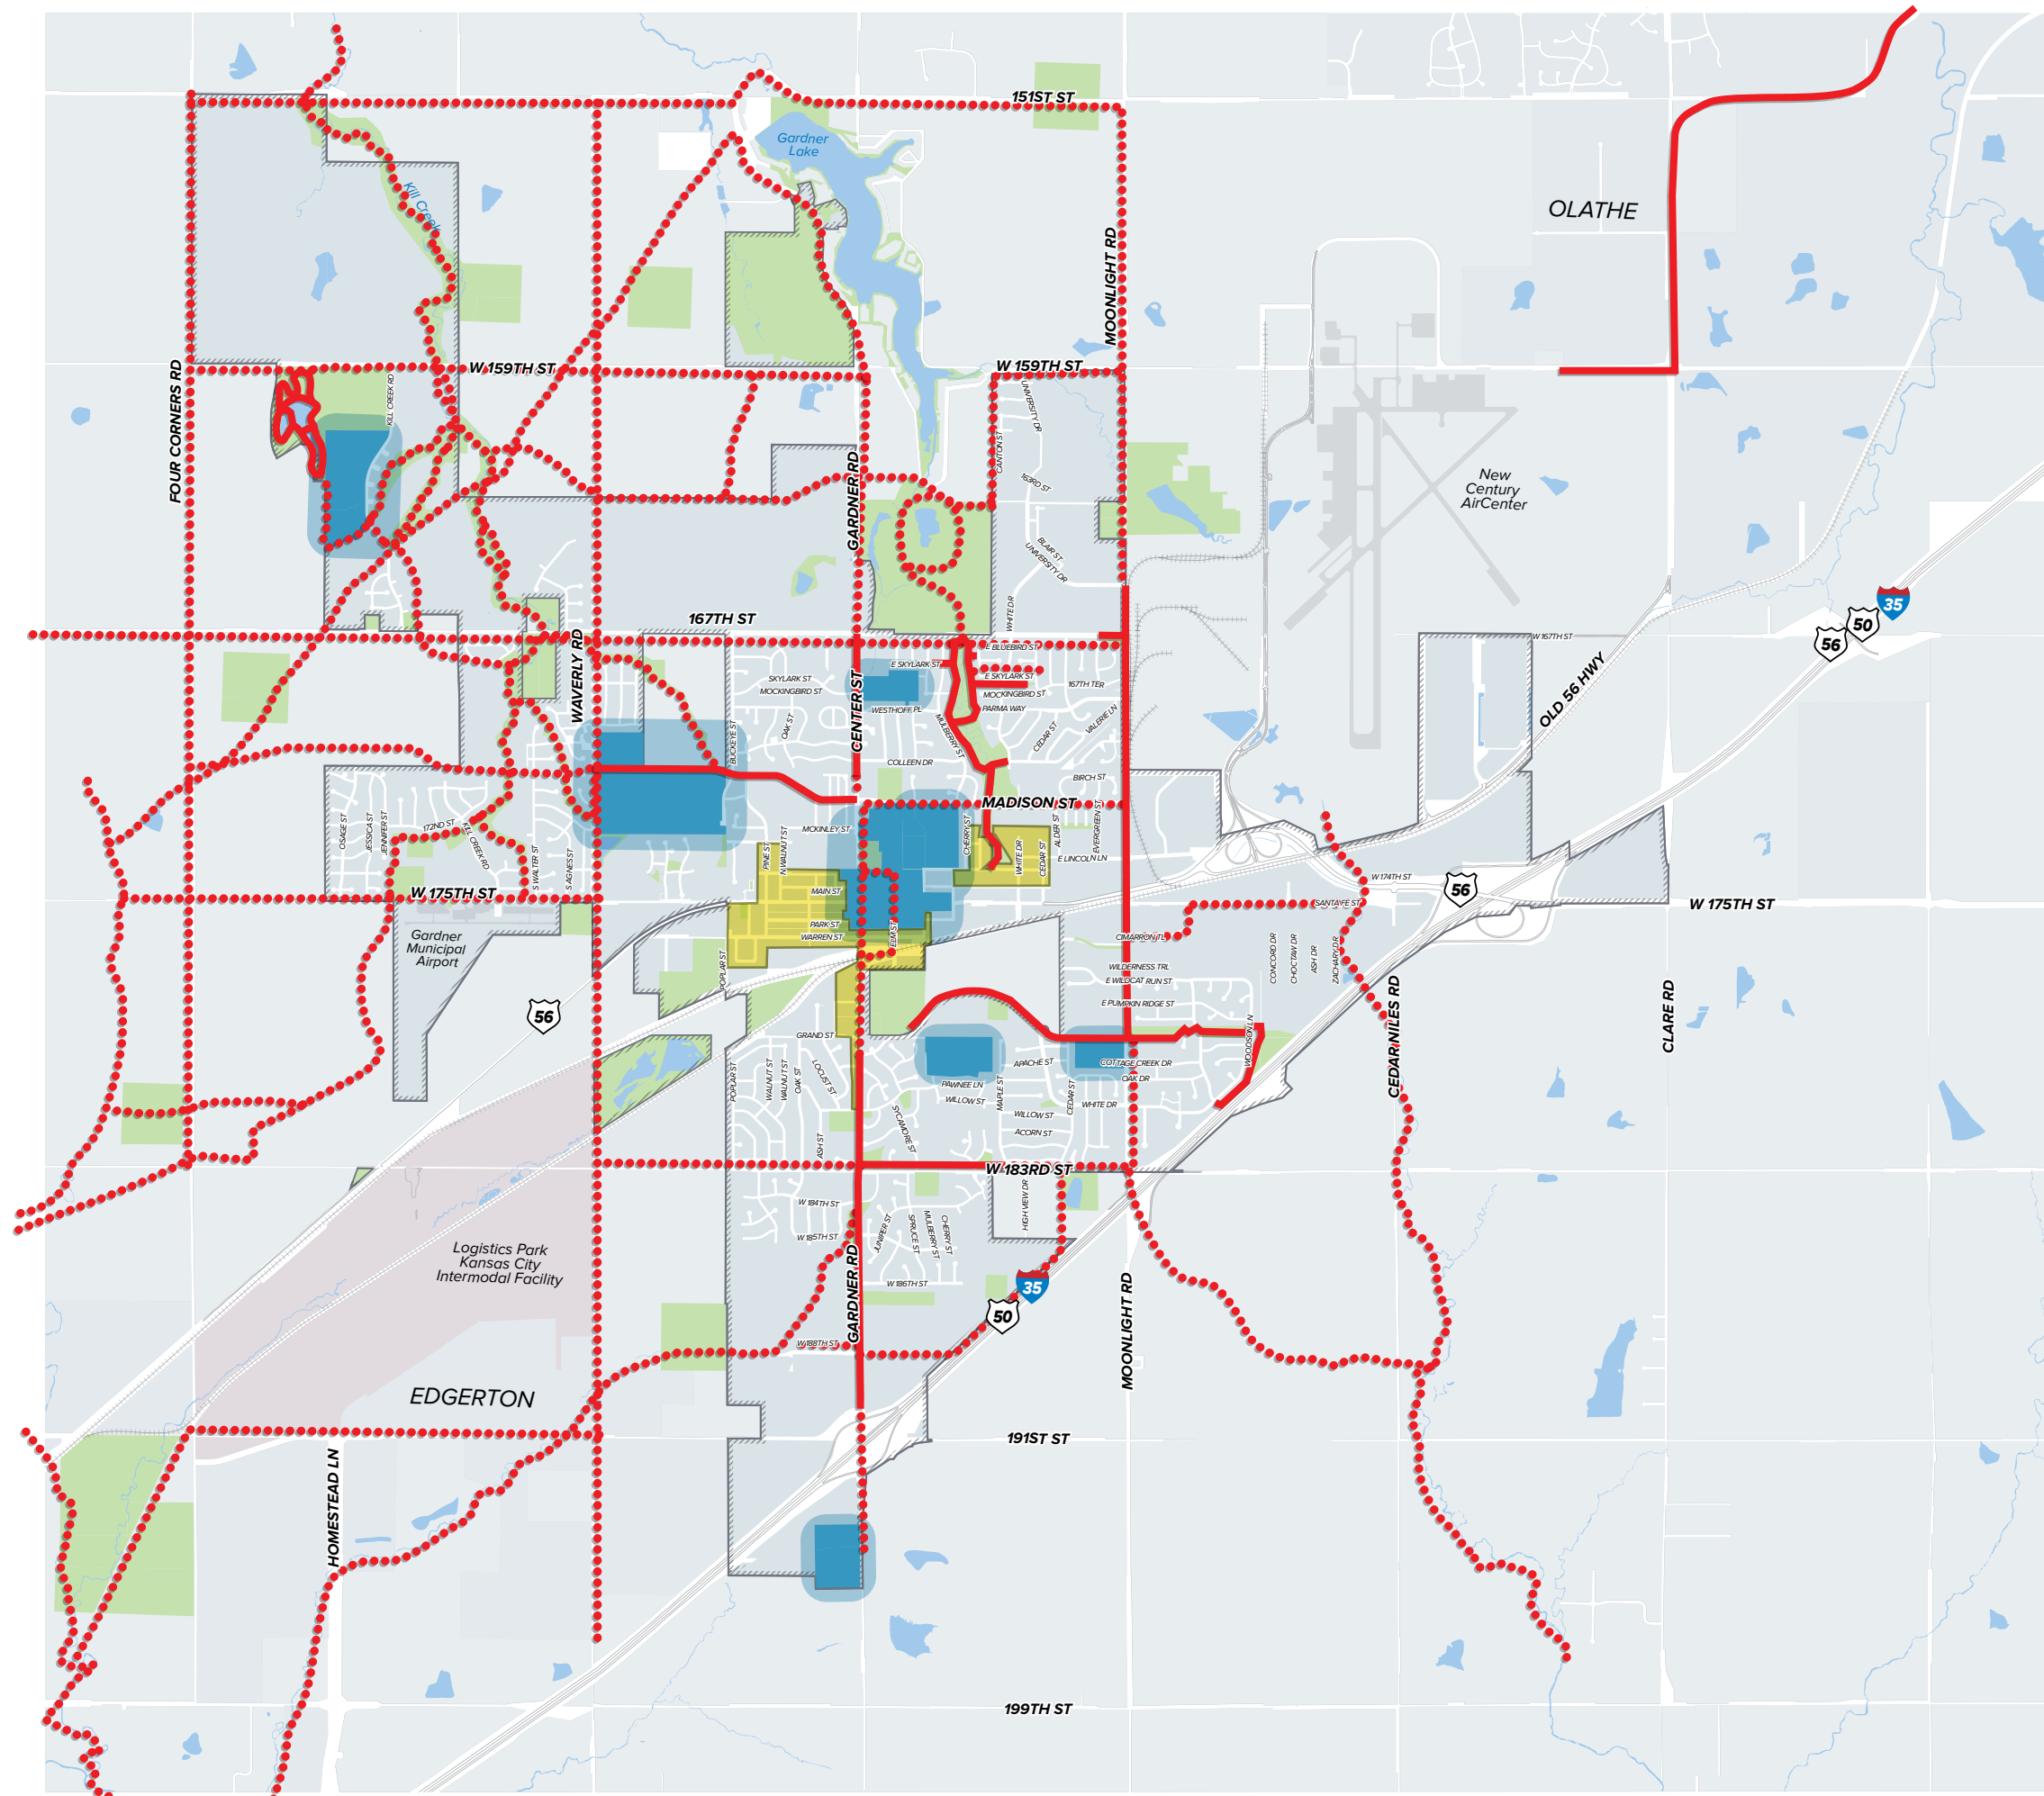 151ST ST
Gardner
Lake
Kill Creek
OLATHE
MOONLIGHT RD
FOUR CORNERS RD
W 159TH ST
W 159TH ST
KILL CREEK RD
UNIVERSITY DR
CANTON ST
163RD ST
GARDNER RD
New
Century
AirCenter
BLAIR ST
UNIVERSITY DR
WHITE DR
35
50
56
167TH ST
W 167TH ST
WAVERLY RD
E BLUEBIRD ST
E SKYLARK ST
E SKYLARK ST
SKYLARK ST
MOCKINGBIRD ST
MOCKINGBIRD ST
167TH TER
CENTER ST
WESTHOFF PL
PARMA WAY
OLD 56 HWY
BUCKEYE ST
OAK ST
MULBERRY ST
CEDAR ST
VALERIE LN
COLLEEN DR
BIRCH ST
MADISON ST
OSAGE ST
JESSICA ST
JENNIFER ST
172ND ST
KILL CREEK RD
S WALTER ST
S AGNES ST
MCKINLEY ST
PINE ST
N WALNUT ST
CHERRY ST
WHITE DR
CEDAR ST
ALDER ST
EVERGREEN ST
E LINCOLN LN
W 174TH ST
56
W 175TH ST
MAIN ST
SANTA FE ST
W 175TH ST
PARK ST
WARREN ST
ELM ST
CIMARRON TL
Gardner
Municipal
Airport
POPLAR ST
WILDERNESS TRL
E WILDCAT RUN ST
E PUMPKIN RIDGE ST
CONCORD DR
CHOCTAW DR
ASH DR
ZACHARY DR
CEDAR NILES RD
CLARE RD
56
GRAND ST
POPLAR ST
WALNUT ST
WALNUT ST
OAK ST
LOCUST ST
APACHE ST
COTTAGE CREEK DR
WOODSON LN
PAWNEE LN
OAK DR
WILLOW ST
MAPLE ST
CEDAR ST
WHITE DR
WILLOW ST
SYCAMORE ST
ASH ST
ACORN ST
W 183RD ST
W 184TH ST
HIGH VIEW DR
W 185TH ST
JUNIPER ST
SPRUCE ST
MULBERRY ST
CHERRY ST
Logistics Park
Kansas City
Intermodal Facility
GARDNER RD
W 186TH ST
35
50
MOONLIGHT RD
W 188TH ST
EDGERTON
191ST ST
HOMESTEAD LN
199TH ST